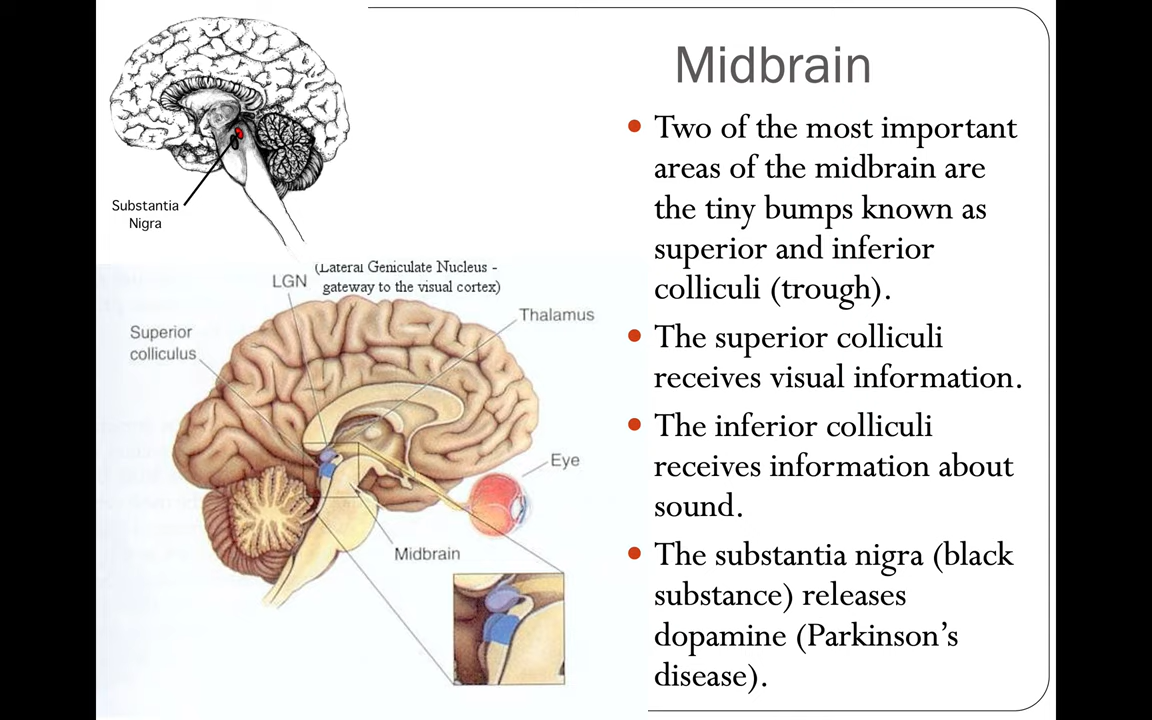 Midbrain
Substantia
Nigra
(Lateral Geniculate Nucleus -
gateway to the visual cortex)
LGN
Thalamus
Superior
colliculus
Eye
Midbrain
• Two of the most important
areas of the midbrain are
the tiny bumps known as
superior and inferior
colliculi (trough).
• The superior colliculi
receives visual information.
• The inferior colliculi
receives information about
sound.
• The substantia nigra (black
substance) releases
dopamine (Parkinson’s
disease).